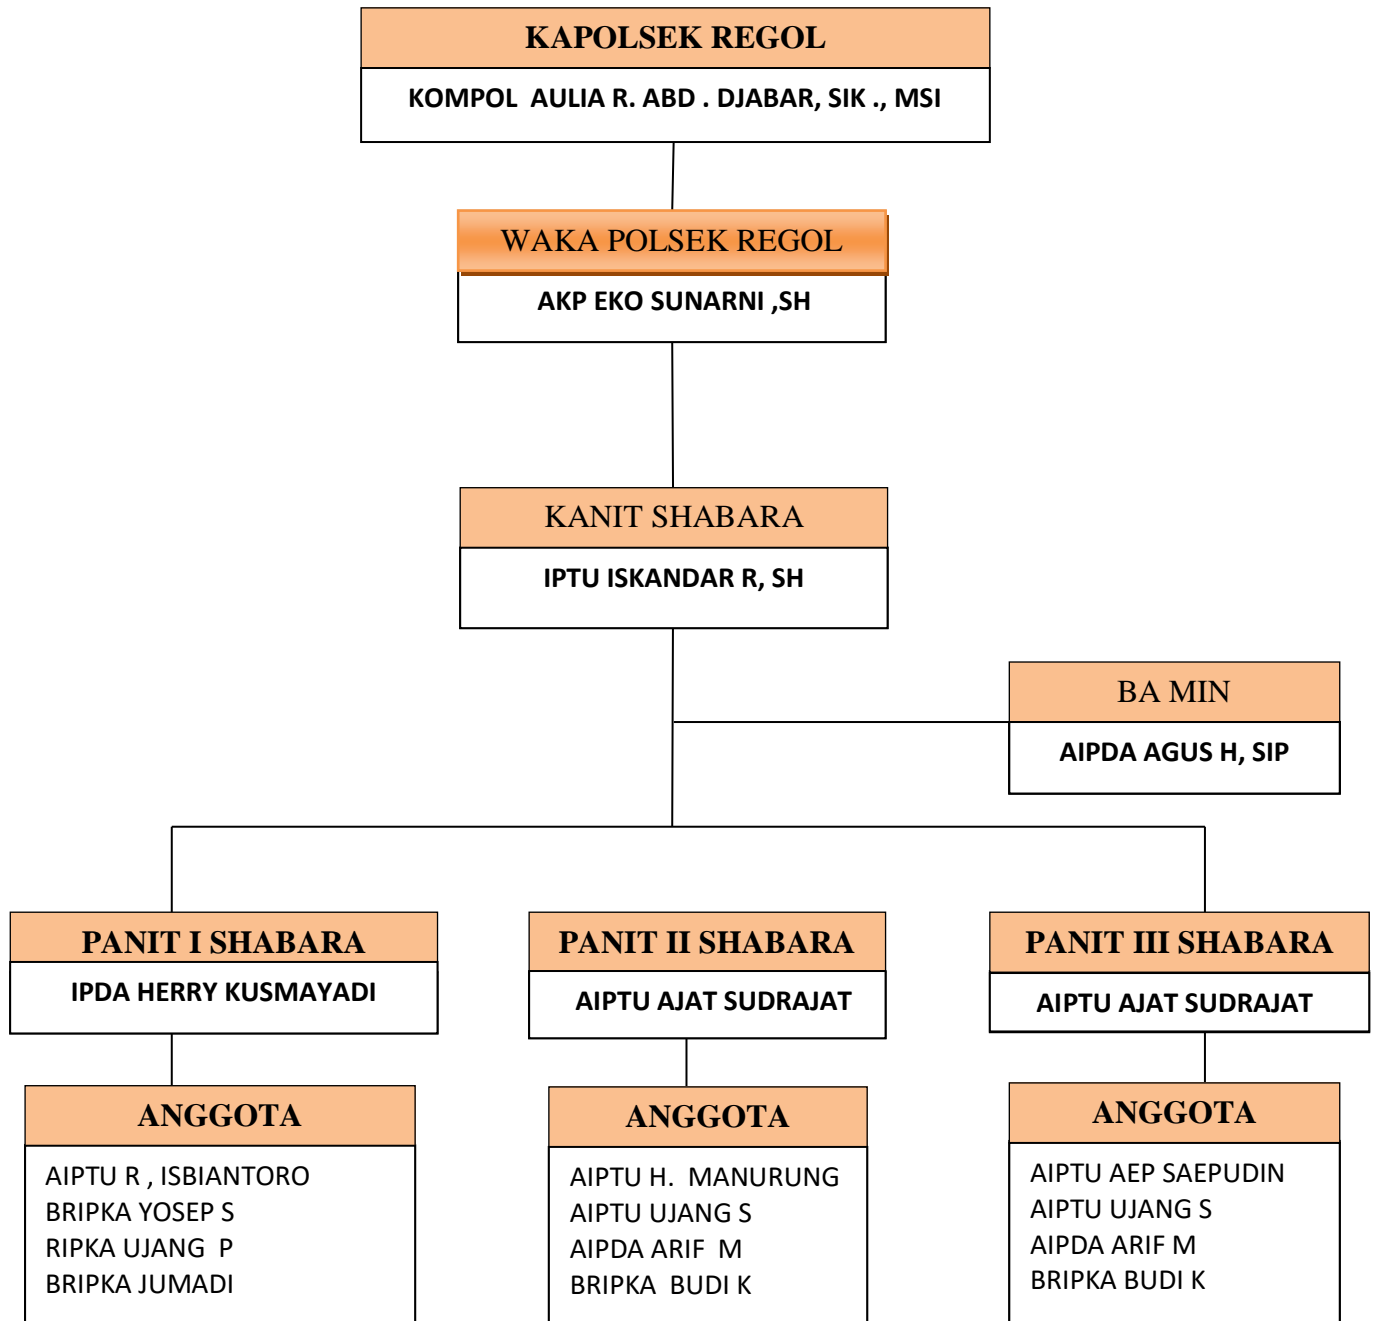 KAPOLSEK REGOL
KOMPOL AULIA R. ABD . DJABAR, SIK ., MSI
WAKA POLSEK REGOL
AKP EKO SUNARNI ,SH
KANIT SHABARA
IPTU ISKANDAR R, SH
BA MIN
AIPDA AGUS H, SIP
PANIT I SHABARA
IPDA HERRY KUSMAYADI
PANIT II SHABARA
AIPTU AJAT SUDRAJAT
PANIT III SHABARA
AIPTU AJAT SUDRAJAT
ANGGOTA
AIPTU R , ISBIANTORO
BRIPKA YOSEP S
RIPKA UJANG P
BRIPKA JUMADI
ANGGOTA
AIPTU H. MANURUNG
AIPTU UJANG S
AIPDA ARIF M
BRIPKA BUDI K
ANGGOTA
AIPTU AEP SAEPUDIN
AIPTU UJANG S
AIPDA ARIF M
BRIPKA BUDI K